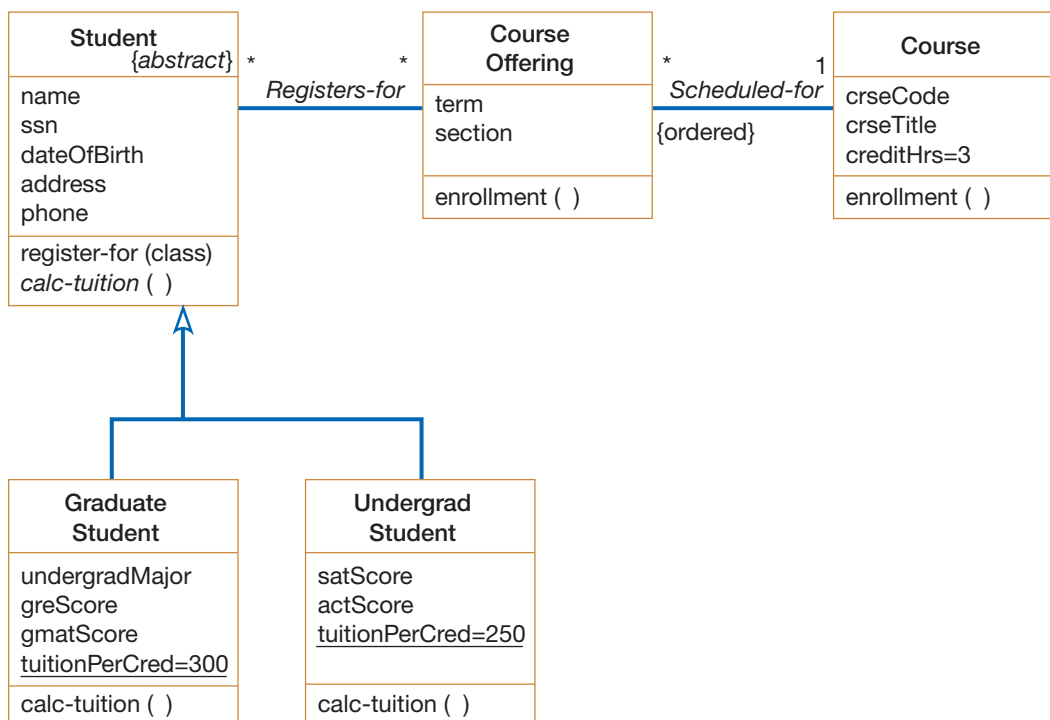 Student
{abstract}
name
ssn
dateOfBirth
address
phone
register-for (class)
calc-tuition ( )
*
*
Registers-for
Course
Offering
term
section
enrollment ( )
*
1
Scheduled-for
{ordered}
Course
crseCode
crseTitle
creditHrs=3
enrollment ( )
Graduate
Student
undergradMajor
greScore
gmatScore
tuitionPerCred=300
calc-tuition ( )
Undergrad
Student
satScore
actScore
tuitionPerCred=250
calc-tuition ( )